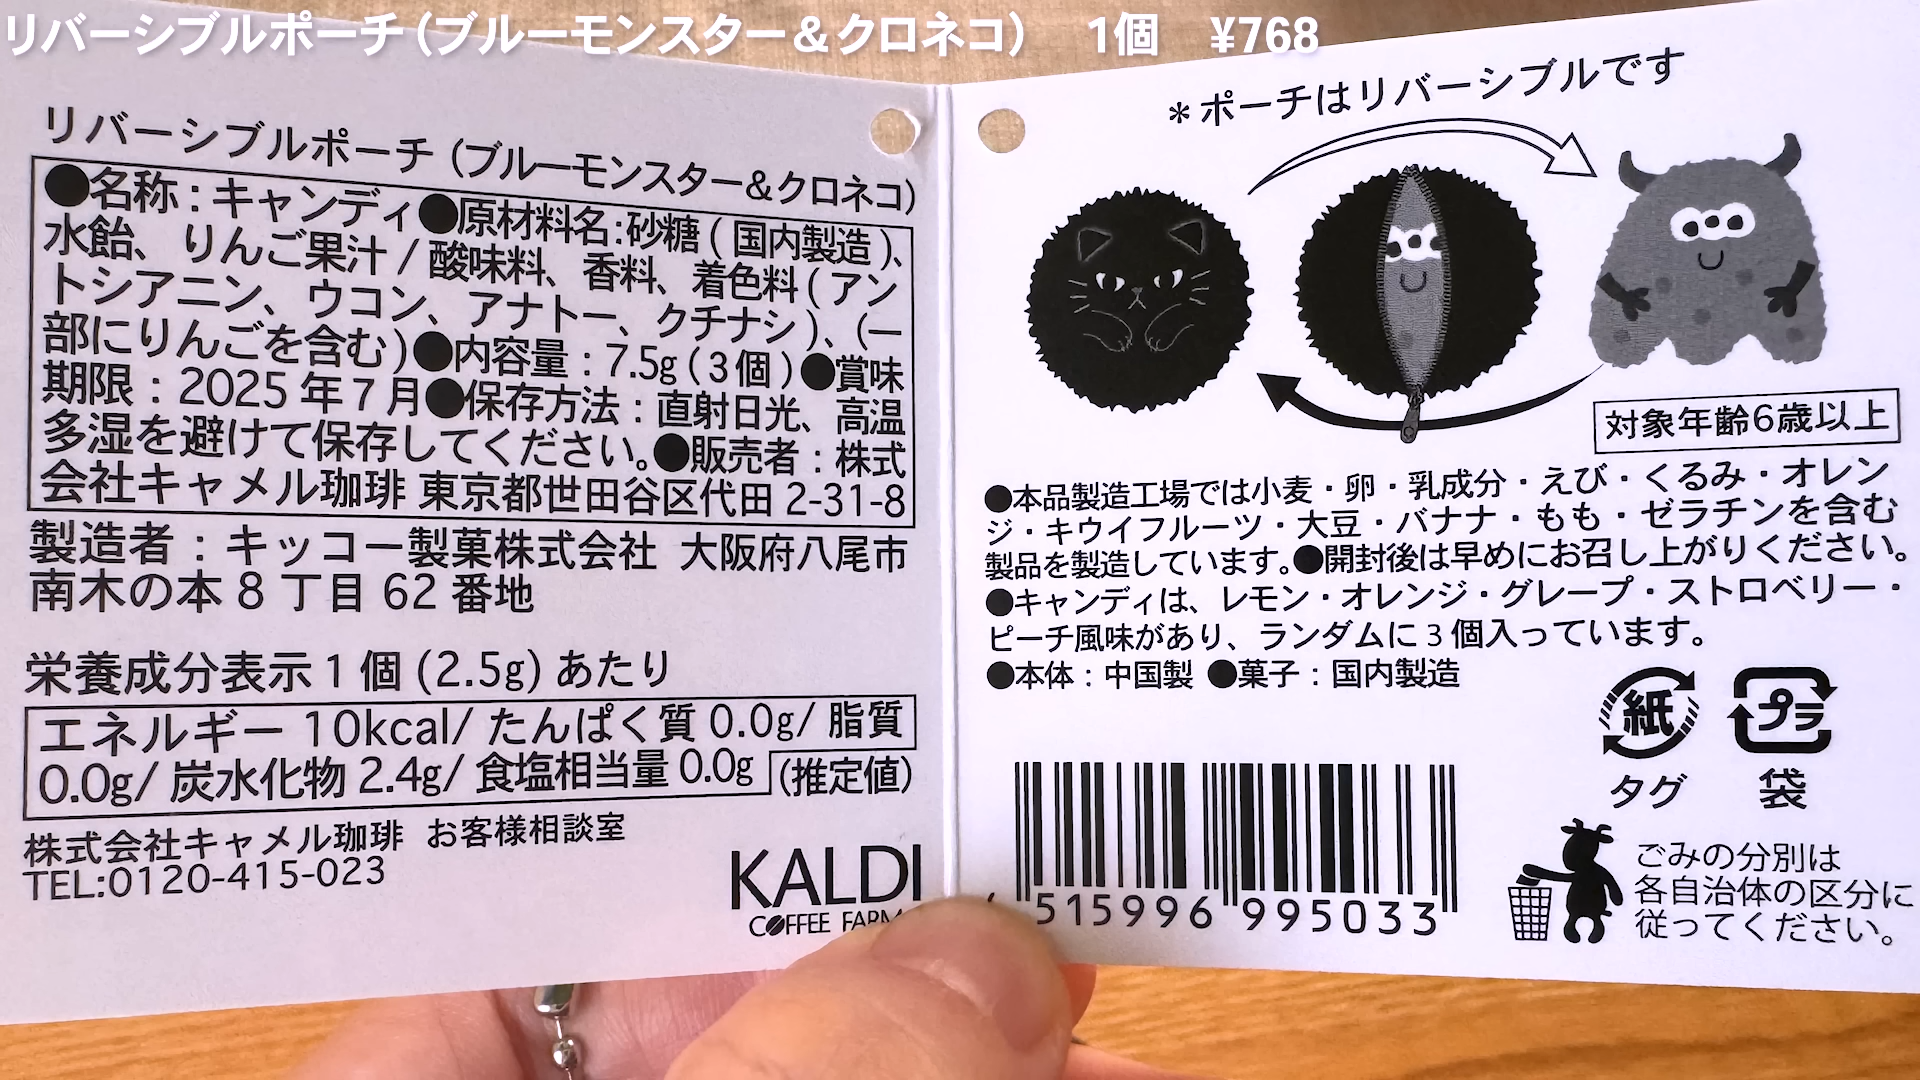 リバーシブルポーチ（ブルーモンスター＆クロネコ） 1個 ¥768
リバーシブルポーチ（ブルーモンスター&クロネコ）
●名称：キャンディ●原材料名:砂糖（国内製造）、
水飴、りんご果汁／酸味料、香料、着色料（アン
トシアニン、ウコン、アナトー、クチナシ）、（一
部にりんごを含む）●内容量：7.5g（3個）●賞味
期限：2025年7月●保存方法：直射日光、高温
多湿を避けて保存してください。●販売者：株式
会社キャメル珈琲 東京都世田谷区代田 2-31-8
製造者：キッコー製菓株式会社 大阪府八尾市
南木の本8丁目62番地
栄養成分表示1個(2.5g)あたり
エネルギー 10kcal/ たんぱく質 0.0g/ 脂質
0.0g/ 炭水化物 2.4g/ 食塩相当量 0.0g (推定値)
株式会社キャメル珈琲 お客様相談室
TEL:0120-415-023
KALDI
COFFEE FARM
＊ポーチはリバーシブルです
対象年齢6歳以上
●本品製造工場では小麦・卵・乳成分・えび・くるみ・オレン
ジ・キウイフルーツ・大豆・バナナ・もも・ゼラチンを含む
製品を製造しています。●開封後は早めにお召し上がりください。
●キャンディは、レモン・オレンジ・グレープ・ストロベリー・
ピーチ風味があり、ランダムに3個入っています。
●本体：中国製 ●菓子：国内製造
紙 プラ
タグ 袋
515996 995033
ごみの分別は
各自治体の区分に
従ってください。